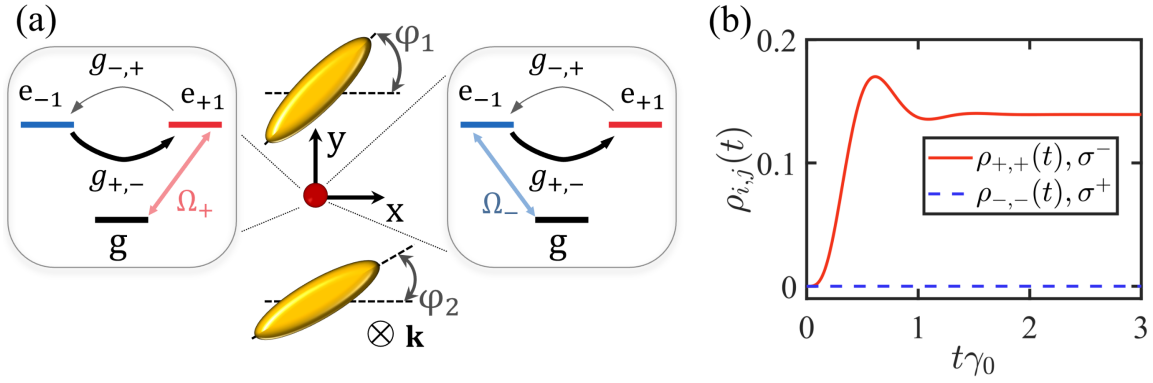 (a)
g₋,₊
e₋₁
e₊₁
g₊,₋
Ω₊
g
φ₁
y
x
φ₂
⊗ k
g₋,₊
e₋₁
e₊₁
g₊,₋
Ω₋
g
(b)
ρᵢ,ⱼ(t)
0.2
0.1
0
ρ₊,₊(t), σ⁻
ρ₋,₋(t), σ⁺
0 1 2 3
tγ₀